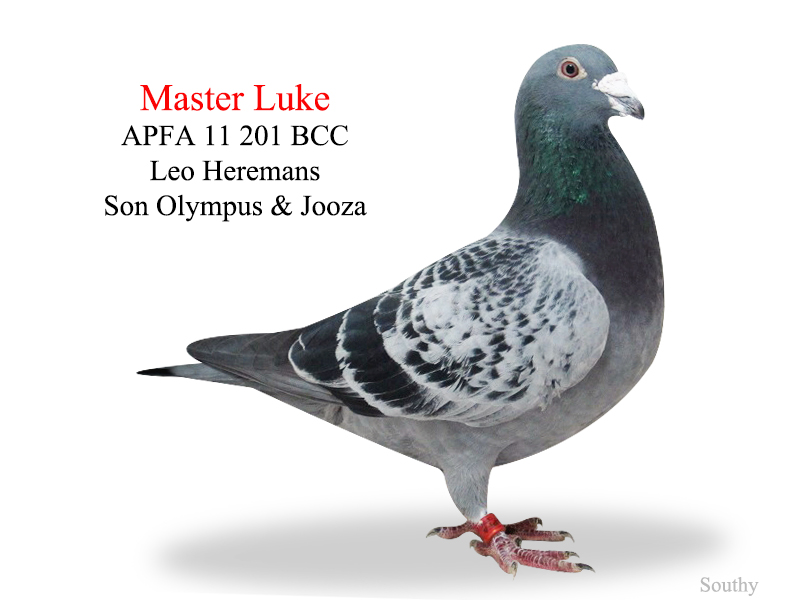 Master Luke
APFA 11 201 BCC
Leo Heremans
Son Olympus & Jooza
Southy